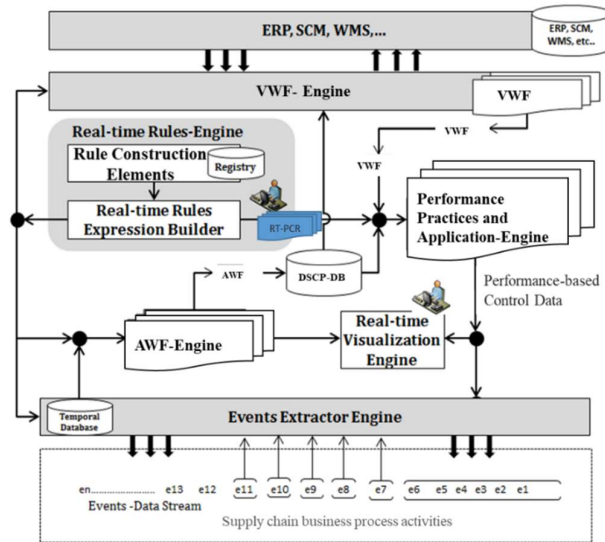 ERP, SCM, WMS,...
ERP, SCM,
WMS, etc..
VWF- Engine
VWF
VWF
VWF
Real-time Rules-Engine
Rule Construction
Elements
Registry
Real-time Rules
Expression Builder
RT-PCR
Performance
Practices and
Application-Engine
AWF
DSCP-DB
Performance-based
Control Data
AWF-Engine
Real-time
Visualization
Engine
Temporal
Database
Events Extractor Engine
en........................ e13 e12 e11 e10 e9 e8 e7 e6 e5 e4 e3 e2 e1
Events -Data Stream
Supply chain business process activities